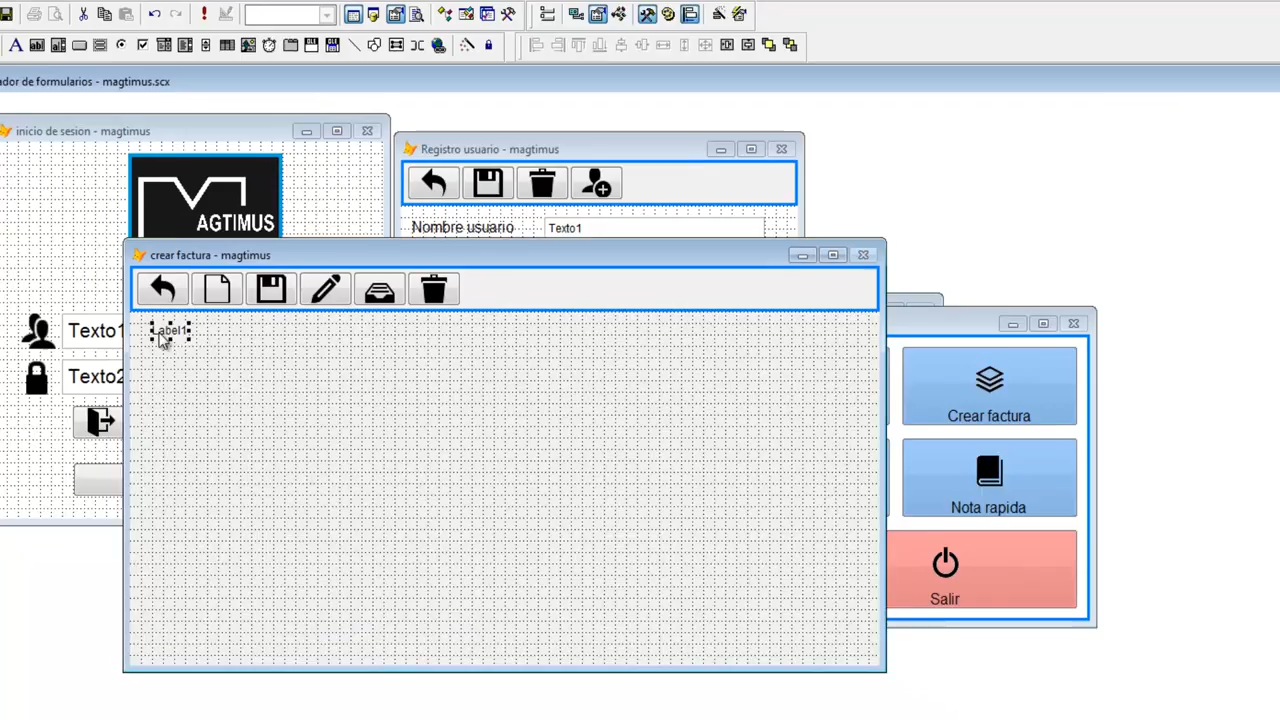 ador de formularios - magtimus.scx
inicio de sesion - magtimus
AGTIMUS
Texto1
Texto2
Registro usuario - magtimus
Nombre usuario
Texto1
crear factura - magtimus
Label1
Crear factura
Nota rapida
Salir